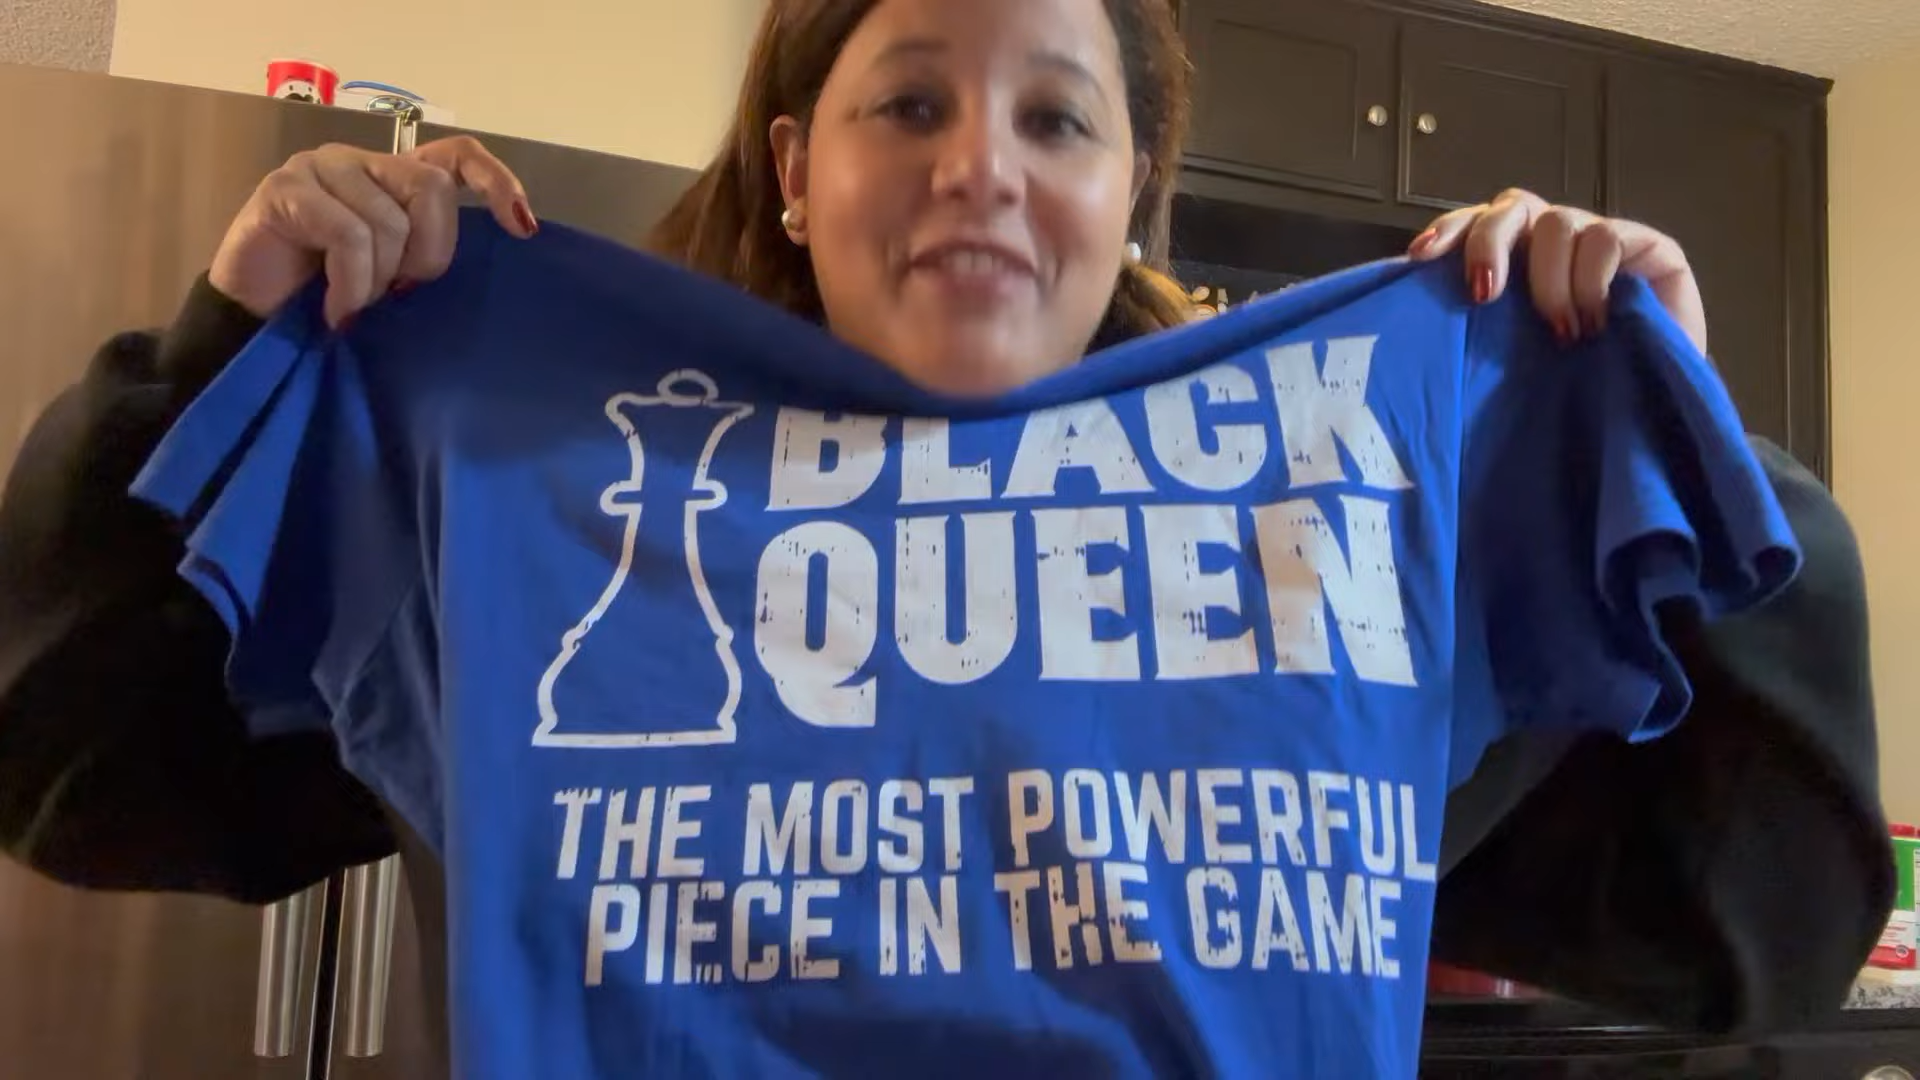 BLACK
QUEEN
THE MOST POWERFUL
PIECE IN THE GAME